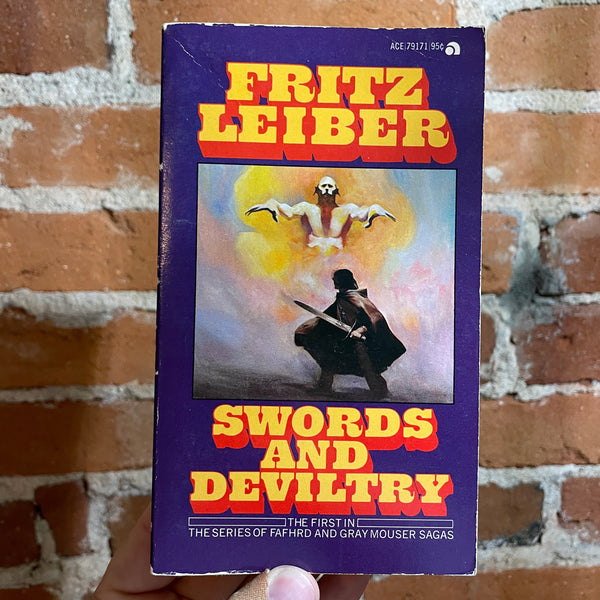 ACE|79171|95¢
FRITZ
LEIBER
SWORDS
AND
DEVILTRY
THE FIRST IN
THE SERIES OF FAFHRD AND GRAY MOUSER SAGAS